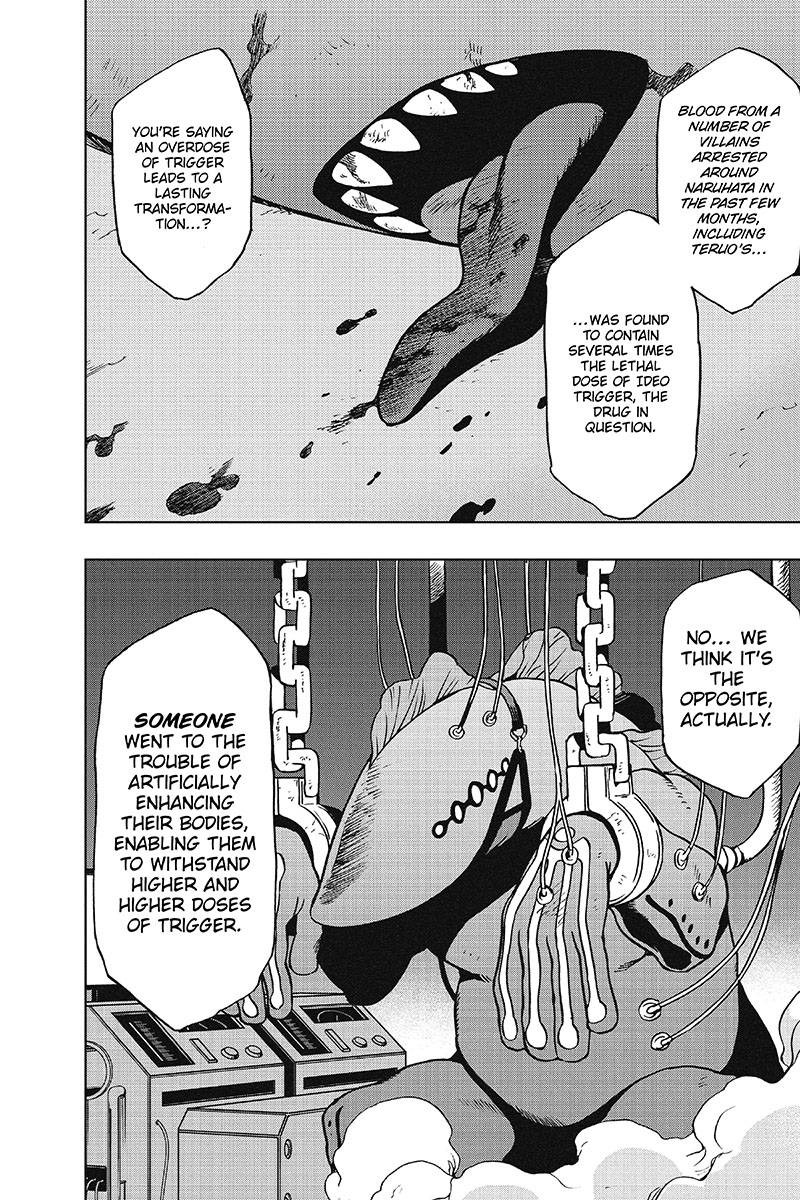 BLOOD FROM A
NUMBER OF
VILLAINS
ARRESTED
AROUND
NARUHATA IN
THE PAST FEW
MONTHS,
INCLUDING
TERUO'S...
...WAS FOUND
TO CONTAIN
SEVERAL TIMES
THE LETHAL
DOSE OF IDEO
TRIGGER, THE
DRUG IN
QUESTION.
YOU'RE SAYING
AN OVERDOSE
OF TRIGGER
LEADS TO A
LASTING
TRANSFORMA-
TION...?
NO... WE
THINK IT'S
THE
OPPOSITE,
ACTUALLY.
SOMEONE
WENT TO THE
TROUBLE OF
ARTIFICIALLY
ENHANCING
THEIR BODIES,
ENABLING THEM
TO WITHSTAND
HIGHER AND
HIGHER DOSES
OF TRIGGER.